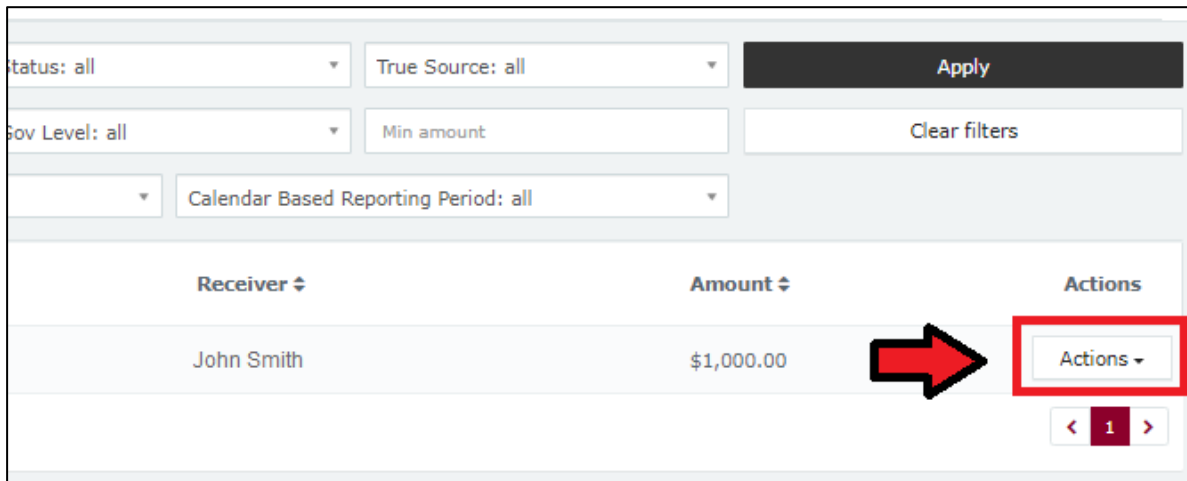 Status: all True Source: all Apply
Gov Level: all Min amount Clear filters
Calendar Based Reporting Period: all
Receiver Amount Actions
John Smith $1,000.00 Actions
1